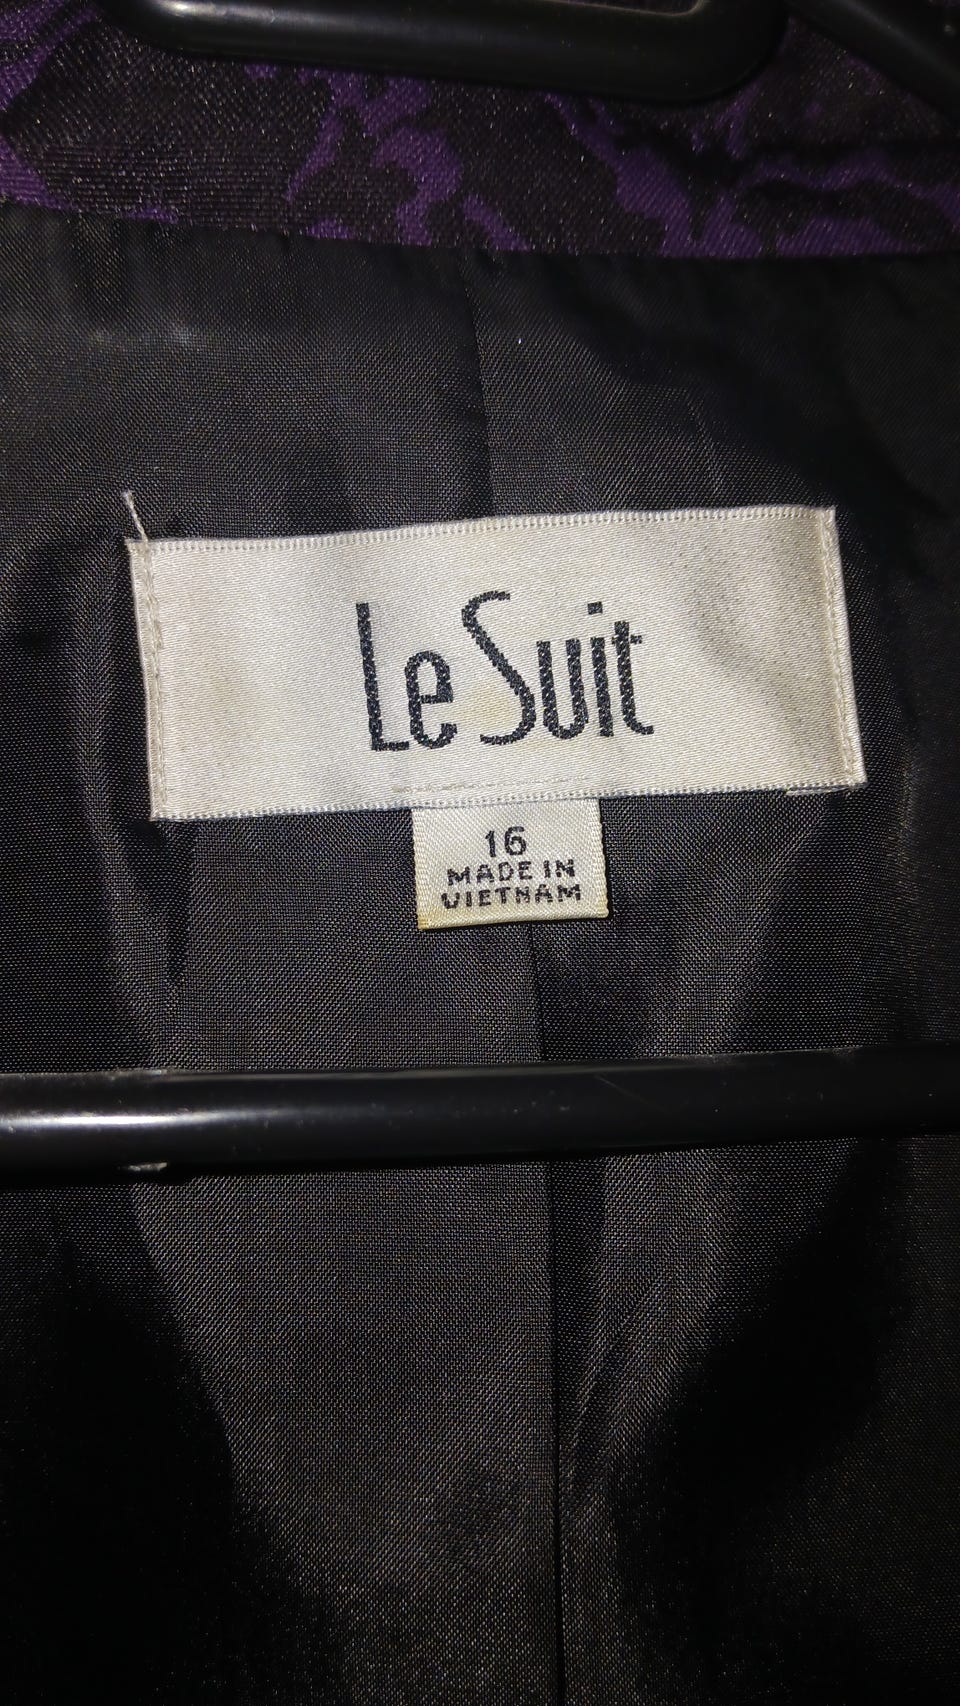 Le Suit
16
MADE IN
VIETNAM